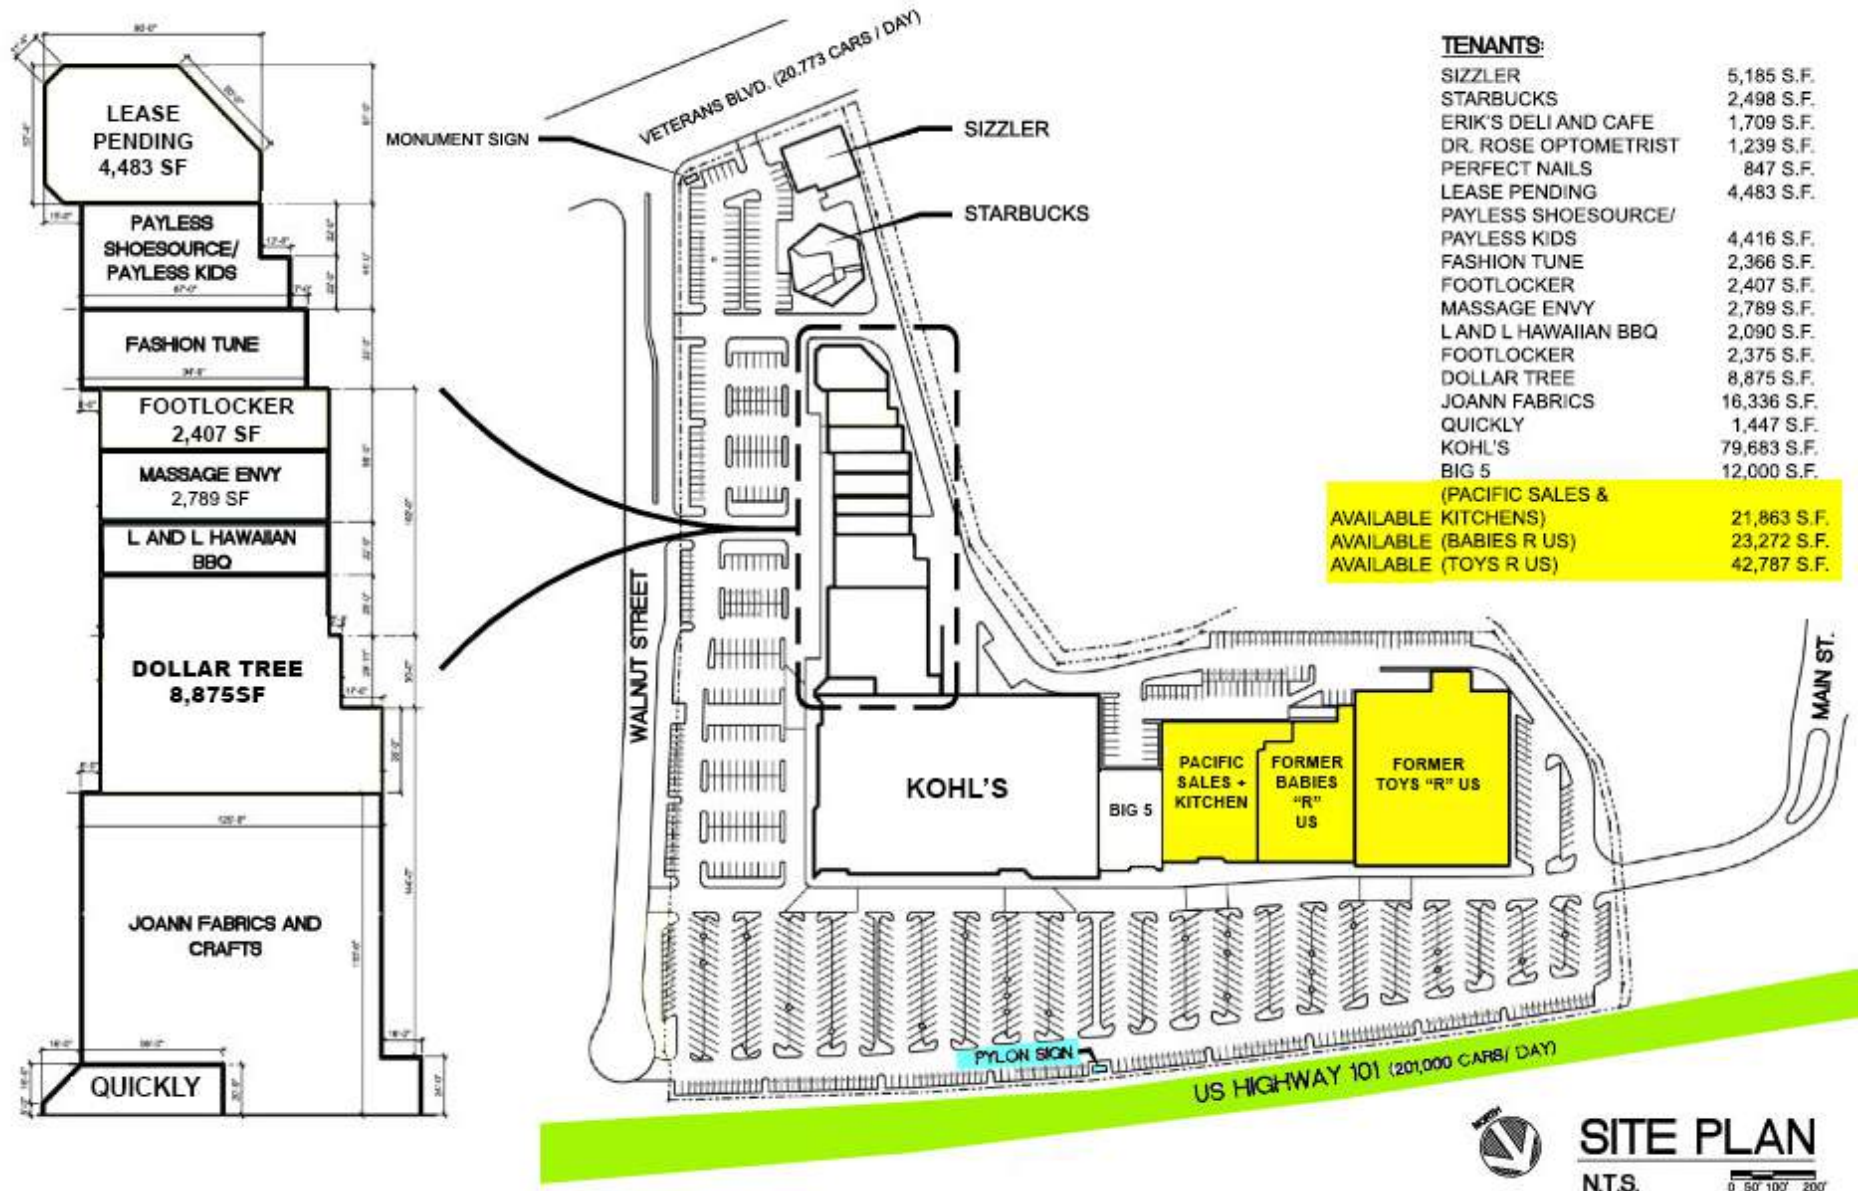 LEASE
PENDING
4,483 SF
PAYLESS
SHOESOURCE/
PAYLESS KIDS
FASHION TUNE
FOOTLOCKER
2,407 SF
MASSAGE ENVY
2,789 SF
L AND L HAWAIIAN
BBQ
DOLLAR TREE
8,875SF
JOANN FABRICS AND
CRAFTS
QUICKLY
MONUMENT SIGN
VETERANS BLVD. (20.773 CARS / DAY)
SIZZLER
STARBUCKS
WALNUT STREET
KOHL'S
BIG 5
PACIFIC
SALES +
KITCHEN
FORMER
BABIES
"R"
US
FORMER
TOYS "R" US
MAIN ST.
PYLON SIGN
US HIGHWAY 101 (201,000 CARS/ DAY)
TENANTS:
SIZZLER 5,185 S.F.
STARBUCKS 2,498 S.F.
ERIK'S DELI AND CAFE 1,709 S.F.
DR. ROSE OPTOMETRIST 1,239 S.F.
PERFECT NAILS 847 S.F.
LEASE PENDING 4,483 S.F.
PAYLESS SHOESOURCE/
PAYLESS KIDS 4,416 S.F.
FASHION TUNE 2,366 S.F.
FOOTLOCKER 2,407 S.F.
MASSAGE ENVY 2,789 S.F.
L AND L HAWAIIAN BBQ 2,090 S.F.
FOOTLOCKER 2,375 S.F.
DOLLAR TREE 8,875 S.F.
JOANN FABRICS 16,336 S.F.
QUICKLY 1,447 S.F.
KOHL'S 79,683 S.F.
BIG 5 12,000 S.F.
(PACIFIC SALES &
AVAILABLE KITCHENS) 21,863 S.F.
AVAILABLE (BABIES R US) 23,272 S.F.
AVAILABLE (TOYS R US) 42,787 S.F.
NORTH
SITE PLAN
N.T.S.
0 50' 100' 200'